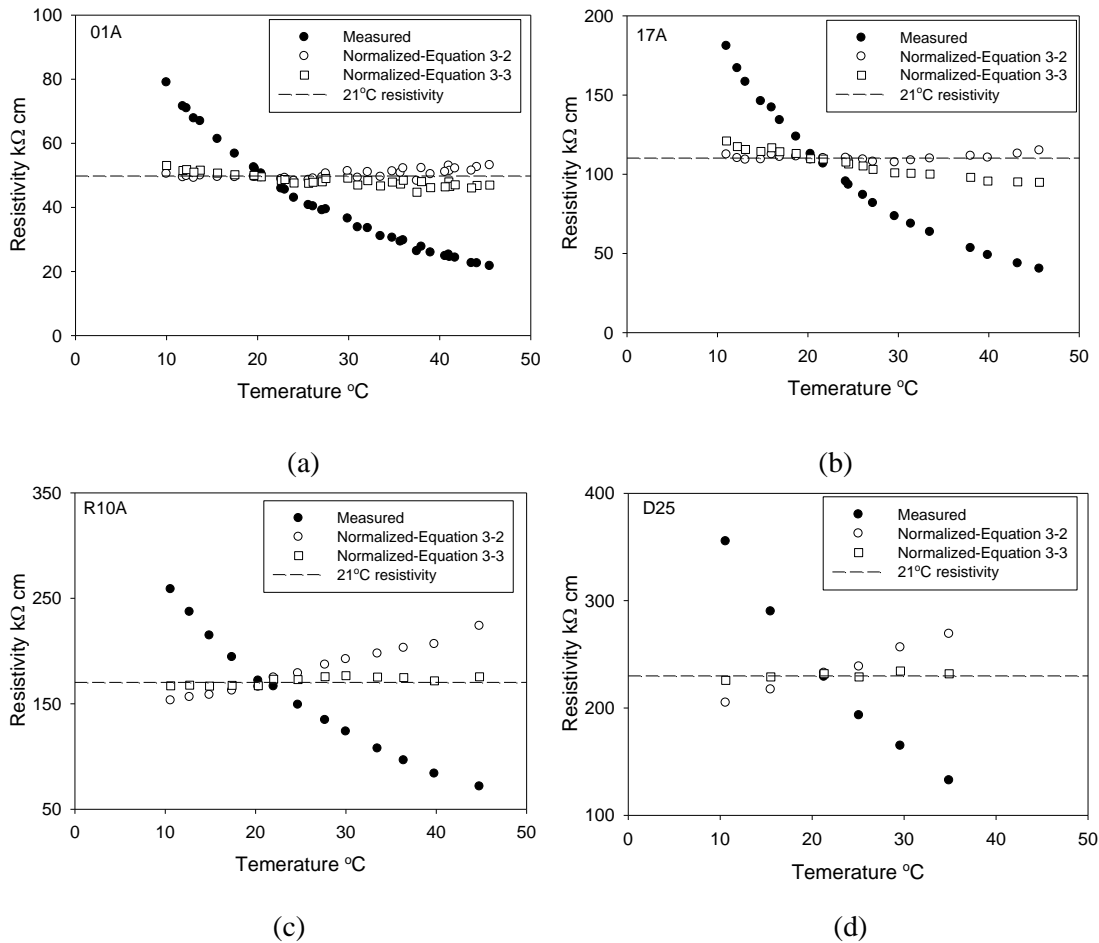 01A
Measured
Normalized-Equation 3-2
Normalized-Equation 3-3
21°C resistivity
Resistivity kΩ cm
100
80
60
40
20
0
0 10 20 30 40 50
Temerature °C
(a)
17A
Measured
Normalized-Equation 3-2
Normalized-Equation 3-3
21°C resistivity
Resistivity kΩ cm
200
150
100
50
0
0 10 20 30 40 50
Temerature °C
(b)
R10A
Measured
Normalized-Equation 3-2
Normalized-Equation 3-3
21°C resistivity
Resistivity kΩ cm
350
250
150
50
0 10 20 30 40 50
Temerature °C
(c)
D25
Measured
Normalized-Equation 3-2
Normalized-Equation 3-3
21°C resistivity
Resistivity kΩ cm
400
300
200
100
0 10 20 30 40 50
Temerature °C
(d)